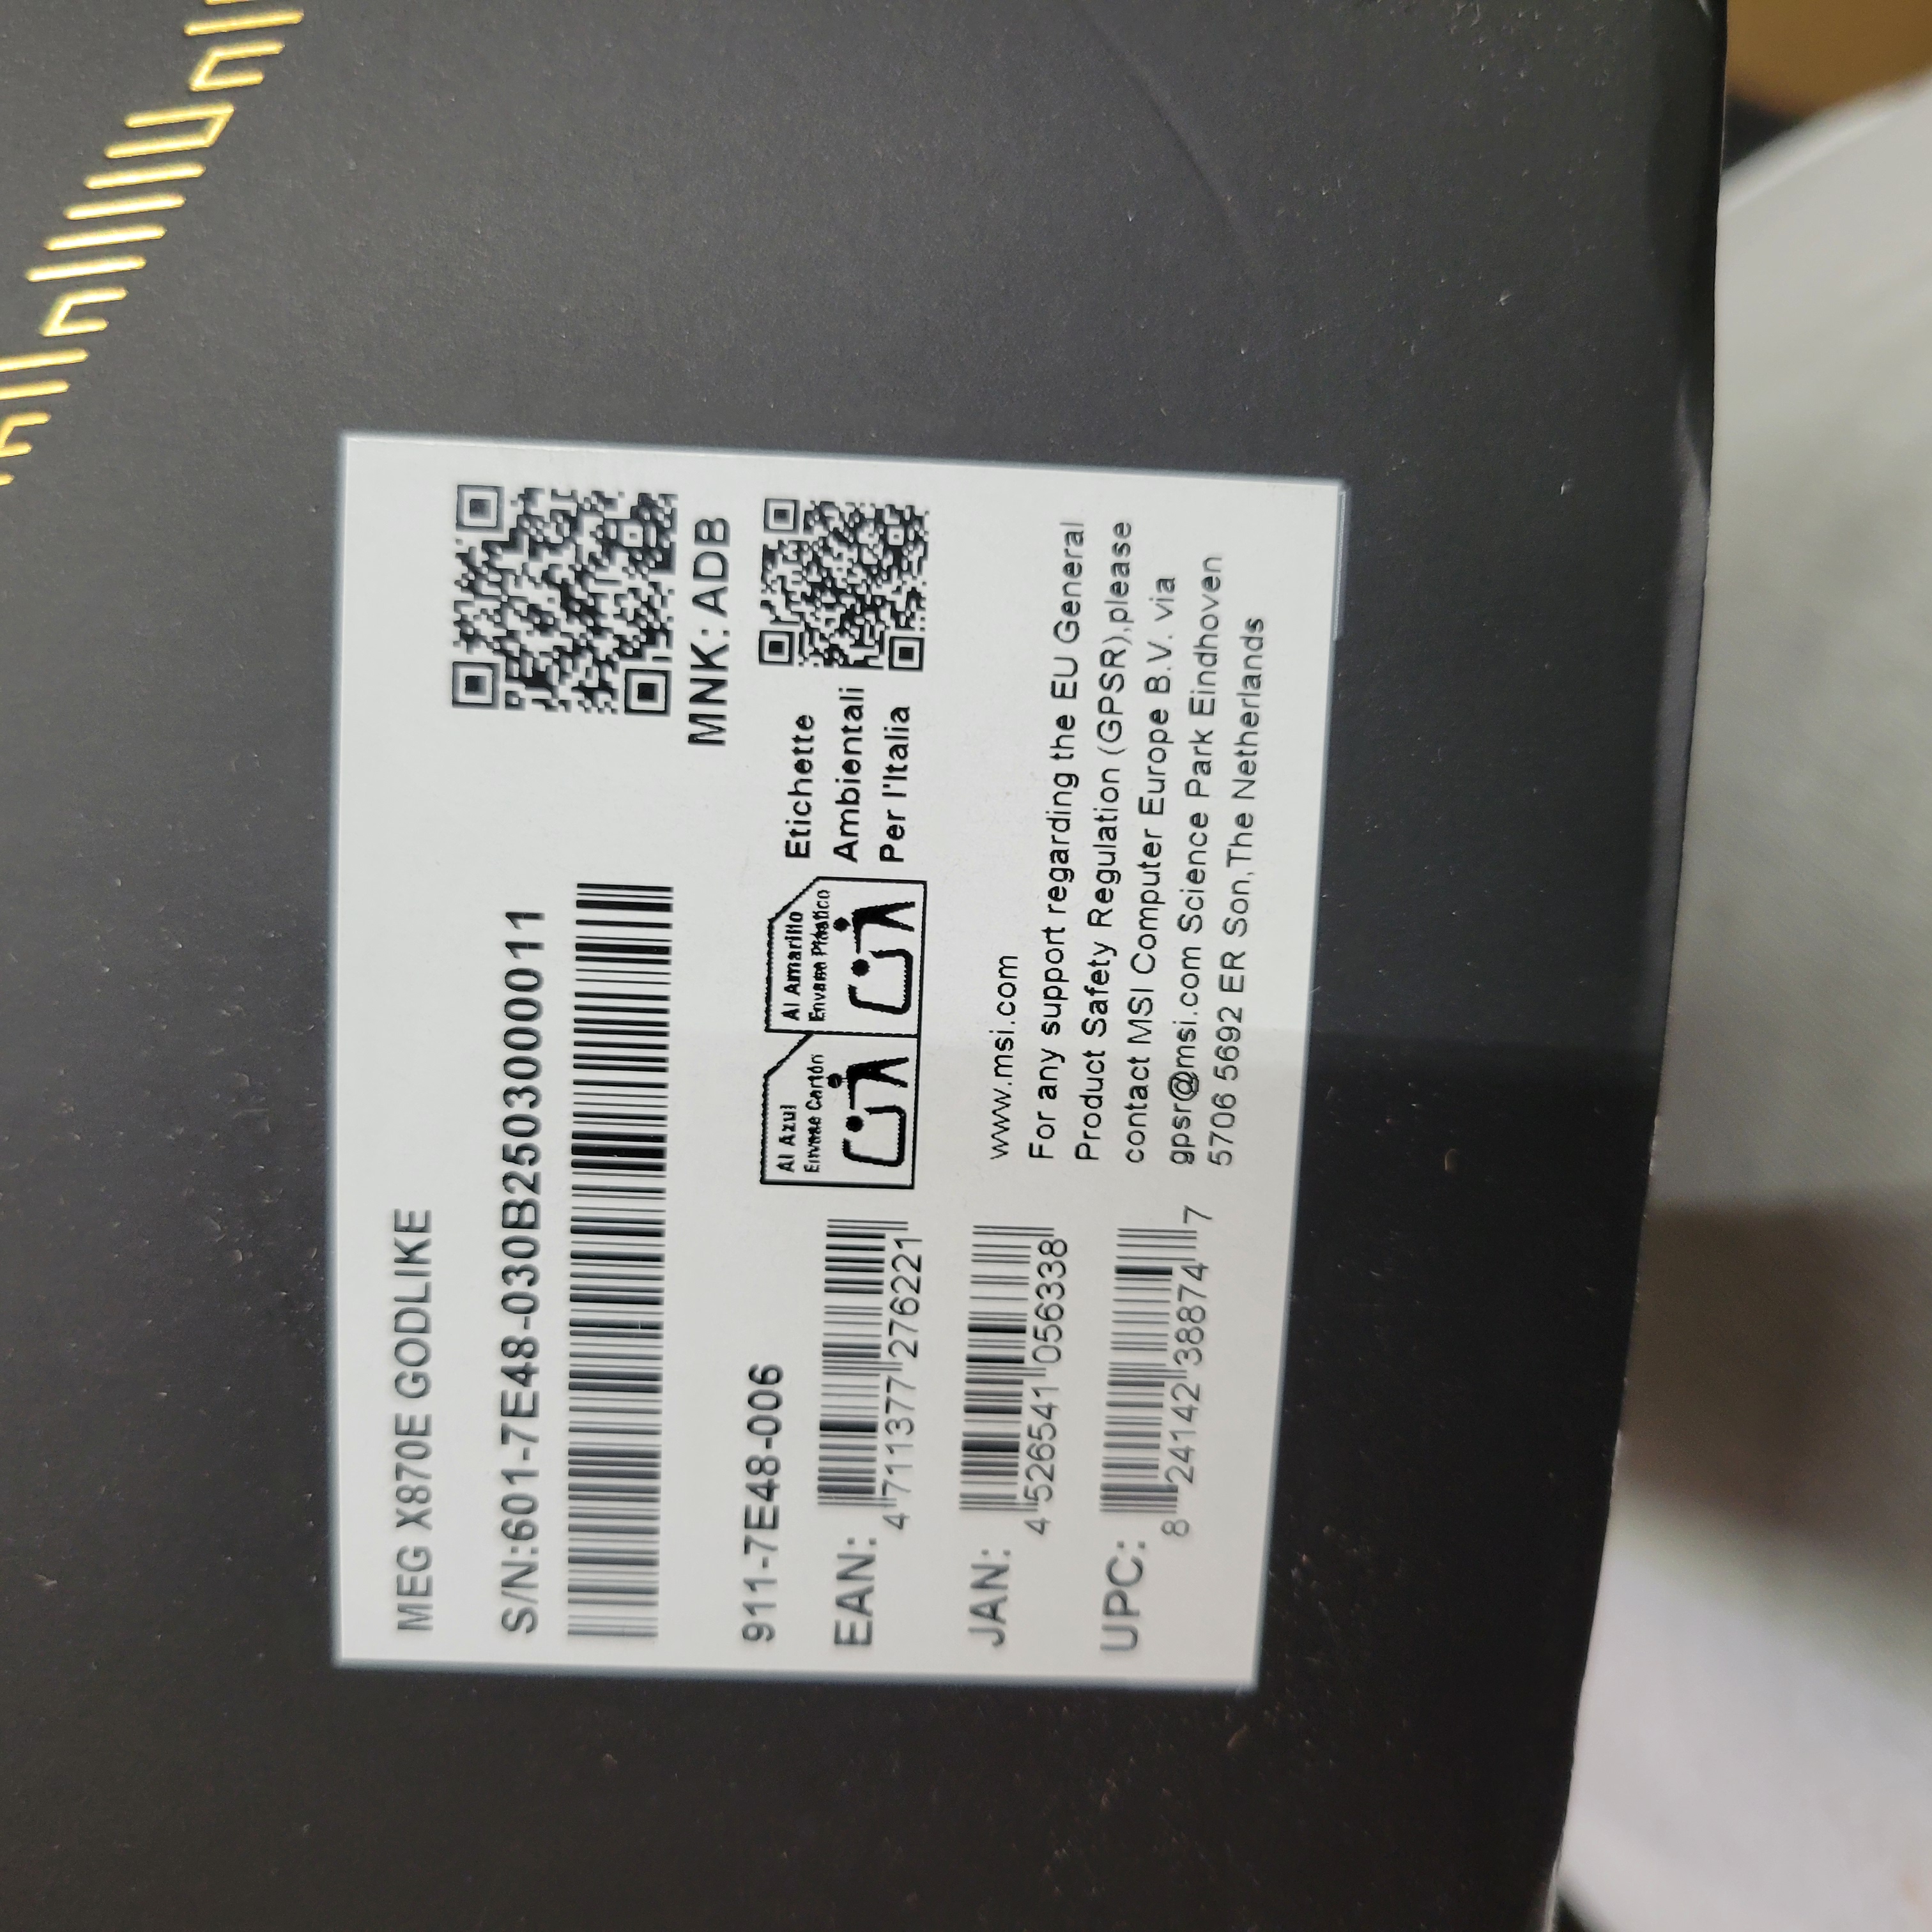 MEG X870E GODLIKE
S/N:601-7E48-030B2503000011
MNK: ADB
911-7E48-006
Al Azul
Envase Cartón
Al Amarillo
Envase Plástico
Etichette
Ambientali
Per l'Italia
EAN:
4 711377 276221
JAN:
4 526541 056338
UPC:
8 24142 38874 7
www.msi.com
For any support regarding the EU General
Product Safety Regulation (GPSR),please
contact MSI Computer Europe B.V. via
gpsr@msi.com Science Park Eindhoven
5706 5692 ER Son,The Netherlands